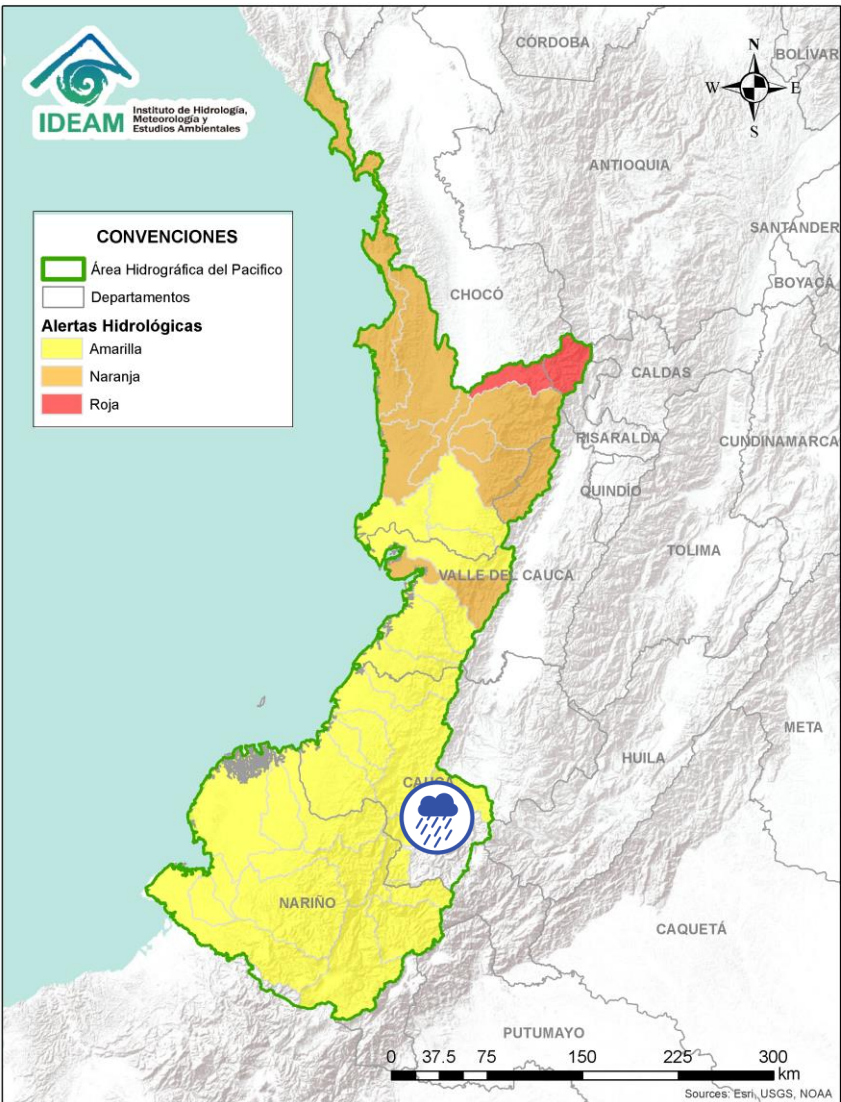 IDEAM
Instituto de Hidrología,
Meteorología y
Estudios Ambientales
N
W
E
S
CÓRDOBA
BOLIVAR
ANTIOQUIA
SANTANDER
BOYACÁ
CHOCÓ
CALDAS
RISARALDA
CUNDINAMARCA
QUINDÍO
TOLIMA
VALLE DEL CAUCA
META
HUILA
CAUCA
NARIÑO
CAQUETÁ
PUTUMAYO
CONVENCIONES
Área Hidrográfica del Pacifico
Departamentos
Alertas Hidrológicas
Amarilla
Naranja
Roja
0 37.5 75 150 225 300
km
Sources: Esri, USGS, NOAA